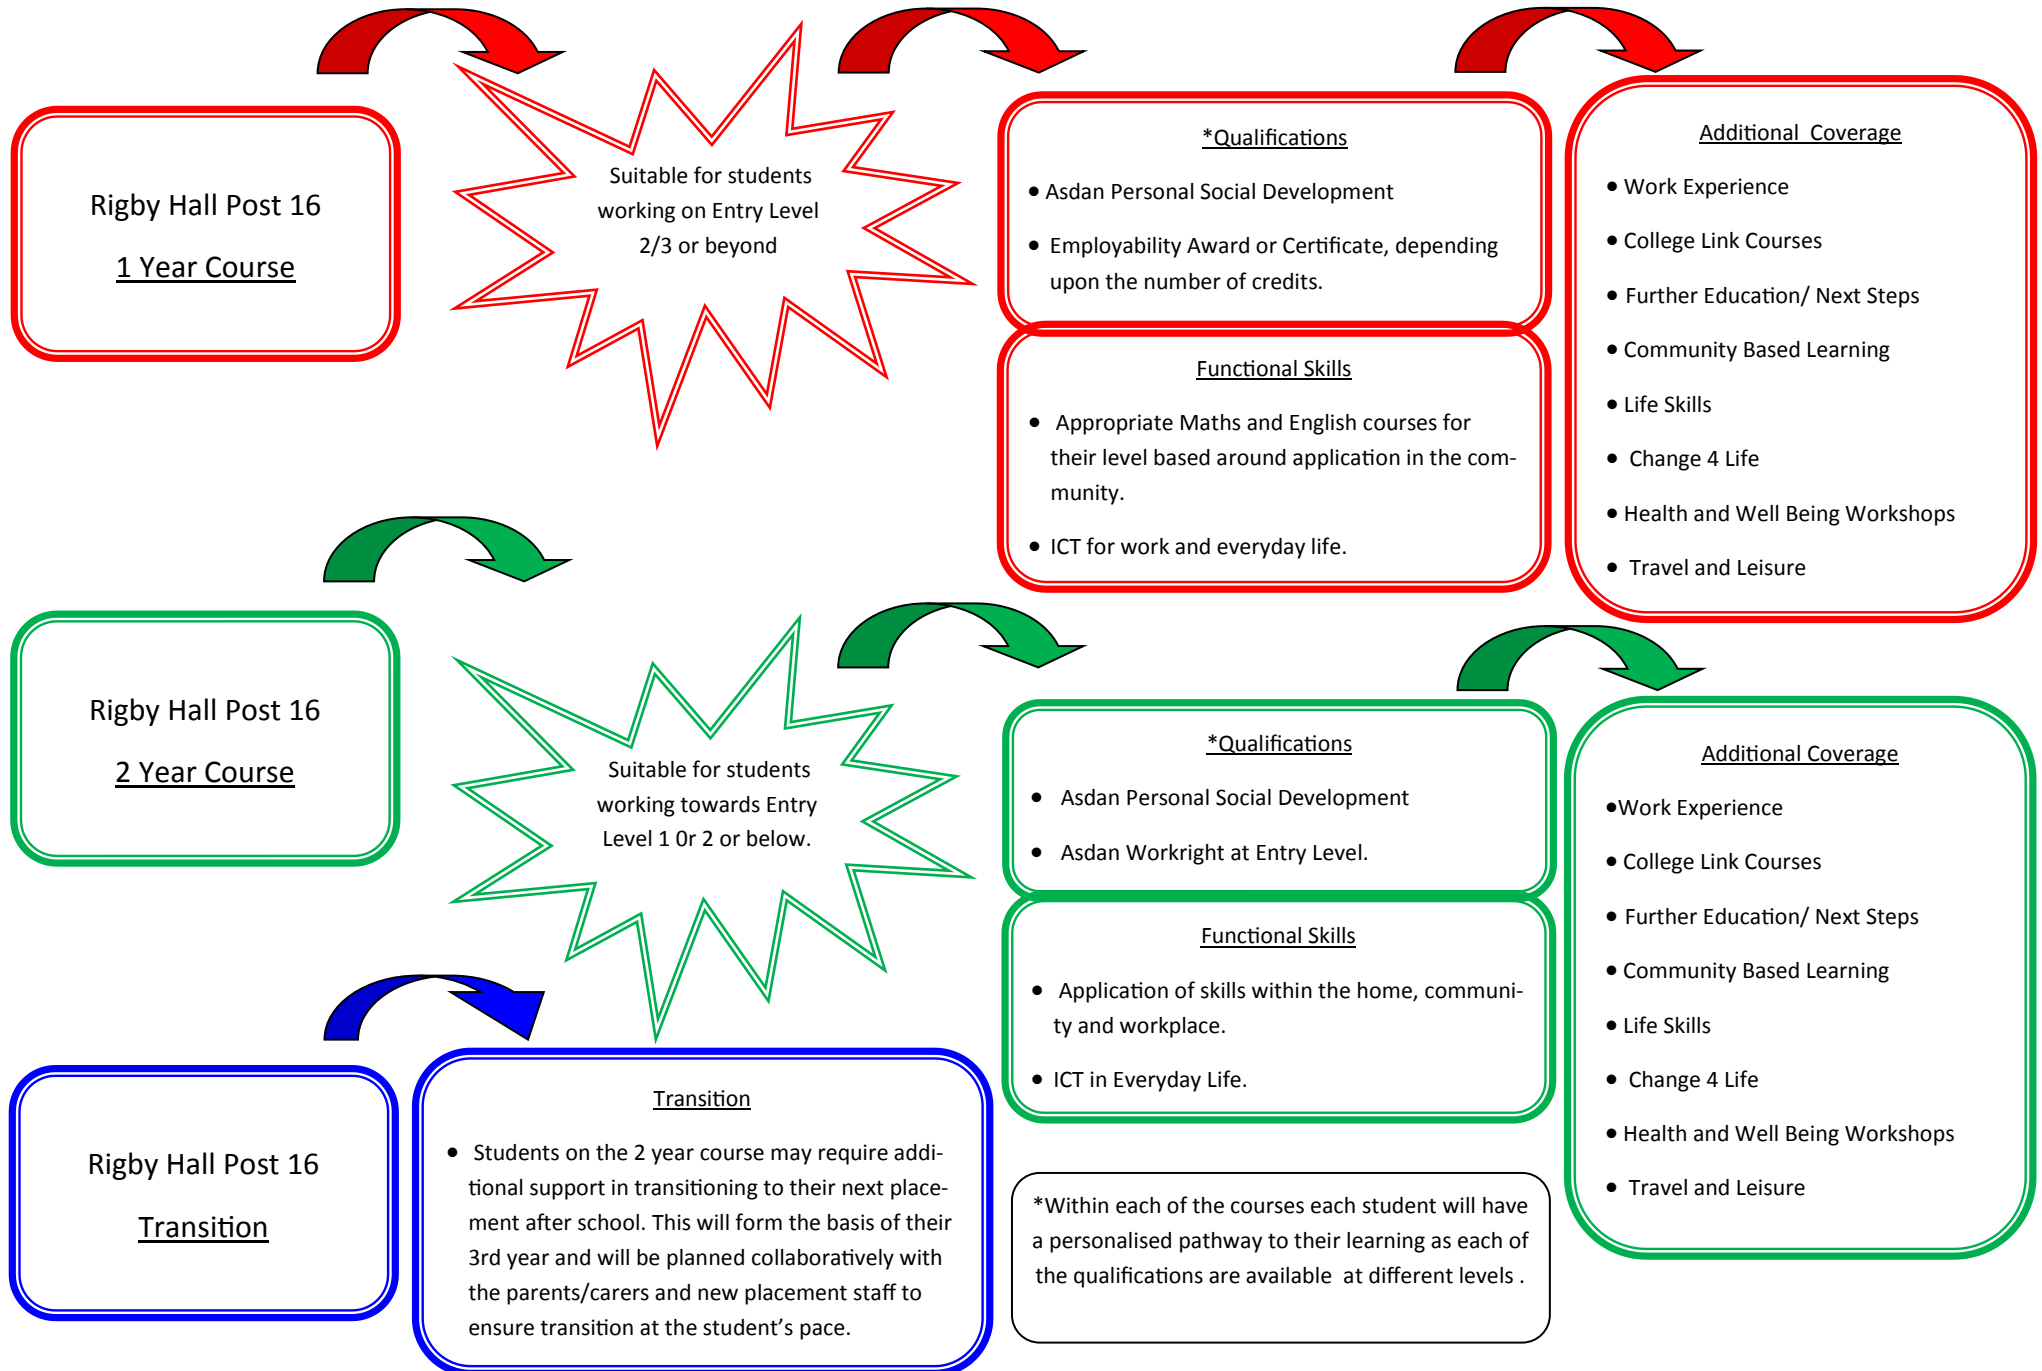 Rigby Hall Post 16
1 Year Course
Suitable for students
working on Entry Level
2/3 or beyond
*Qualifications
• Asdan Personal Social Development
• Employability Award or Certificate, depending
upon the number of credits.
Functional Skills
• Appropriate Maths and English courses for
their level based around application in the com-
munity.
• ICT for work and everyday life.
Additional Coverage
• Work Experience
• College Link Courses
• Further Education/ Next Steps
• Community Based Learning
• Life Skills
• Change 4 Life
• Health and Well Being Workshops
• Travel and Leisure
Rigby Hall Post 16
2 Year Course
Suitable for students
working towards Entry
Level 1 0r 2 or below.
*Qualifications
• Asdan Personal Social Development
• Asdan Workright at Entry Level.
Functional Skills
• Application of skills within the home, communi-
ty and workplace.
• ICT in Everyday Life.
Additional Coverage
•Work Experience
• College Link Courses
• Further Education/ Next Steps
• Community Based Learning
• Life Skills
• Change 4 Life
• Health and Well Being Workshops
• Travel and Leisure
Rigby Hall Post 16
Transition
Transition
• Students on the 2 year course may require addi-
tional support in transitioning to their next place-
ment after school. This will form the basis of their
3rd year and will be planned collaboratively with
the parents/carers and new placement staff to
ensure transition at the student’s pace.
*Within each of the courses each student will have
a personalised pathway to their learning as each of
the qualifications are available at different levels .